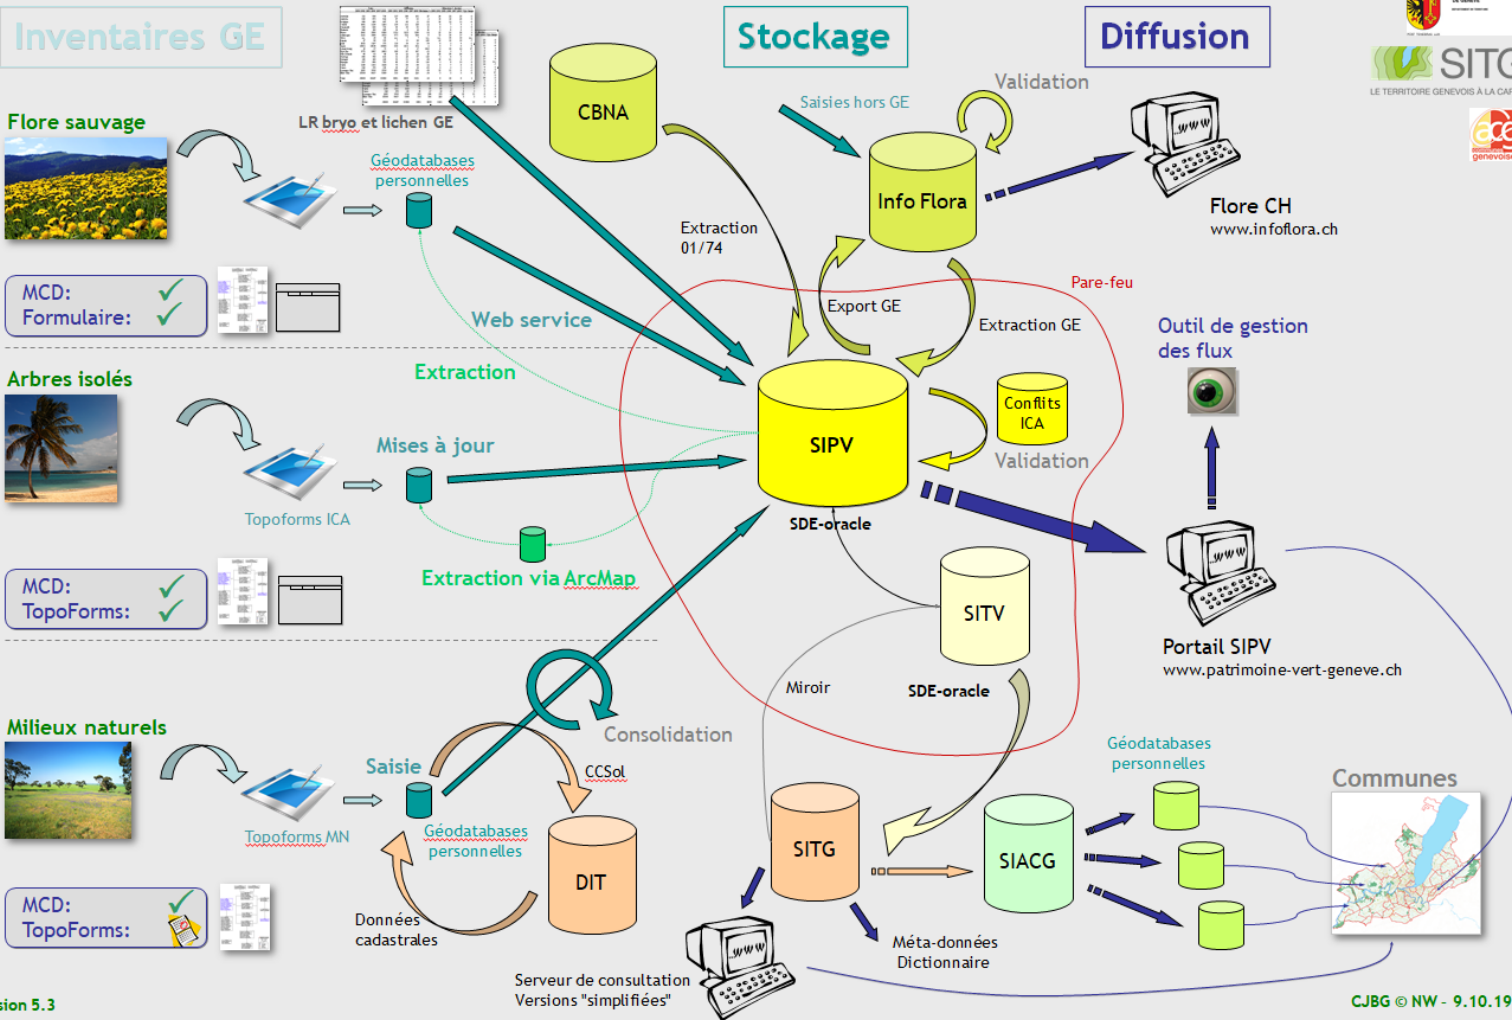 Inventaires GE
Stockage
Diffusion
SITG
LE TERRITOIRE GENEVOIS À LA CAR
Flore sauvage
LR bryo et lichen GE
CBNA
Saisies hors GE
Validation
WWW
Géodatabases
personnelles
Info Flora
Flore CH
www.infoflora.ch
Extraction
01/74
Pare-feu
MCD:
Formulaire:
Web service
Export GE
Extraction GE
Outil de gestion
des flux
Arbres isolés
Extraction
Conflits
ICA
Mises à jour
SIPV
Validation
Topoforms ICA
SDE-oracle
WWW
Extraction via ArcMap
MCD:
TopoForms:
SITV
Portail SIPV
www.patrimoine-vert-geneve.ch
Miroir
SDE-oracle
Milieux naturels
Consolidation
Saisie
CCSol
Géodatabases
personnelles
Communes
Topoforms MN
Géodatabases
personnelles
SITG
SIACG
DIT
MCD:
TopoForms:
Données
cadastrales
WWW
Méta-données
Dictionnaire
Serveur de consultation
Versions "simplifiées"
sion 5.3
CJBG © NW - 9.10.19